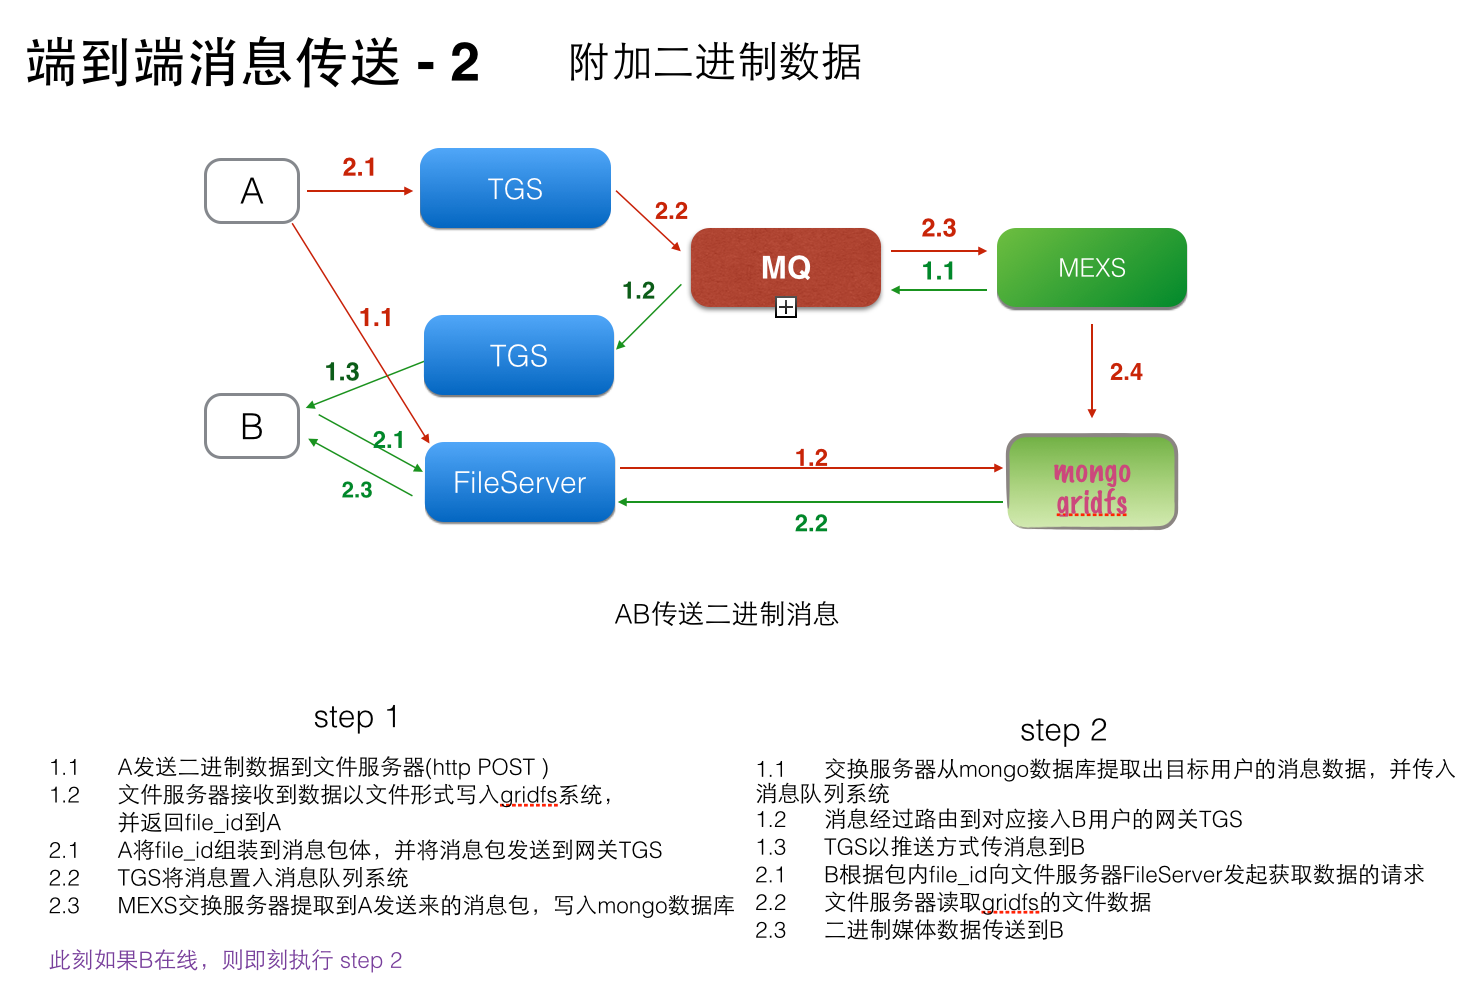 端到端消息传送 - 2
附加二进制数据
A
2.1
TGS
2.2
MQ
2.3
1.1
MEXS
1.2
1.1
TGS
1.3
2.4
B
2.1
2.3
FileServer
1.2
2.2
mongo
gridfs
AB传送二进制消息
step 1
1.1 A发送二进制数据到文件服务器(http POST )
1.2 文件服务器接收到数据以文件形式写入gridfs系统，
并返回file_id到A
2.1 A将file_id组装到消息包体，并将消息包发送到网关TGS
2.2 TGS将消息置入消息队列系统
2.3 MEXS交换服务器提取到A发送来的消息包，写入mongo数据库
此刻如果B在线，则即刻执行 step 2
step 2
1.1 交换服务器从mongo数据库提取出目标用户的消息数据，并传入
消息队列系统
1.2 消息经过路由到对应接入B用户的网关TGS
1.3 TGS以推送方式传消息到B
2.1 B根据包内file_id向文件服务器FileServer发起获取数据的请求
2.2 文件服务器读取gridfs的文件数据
2.3 二进制媒体数据传送到B